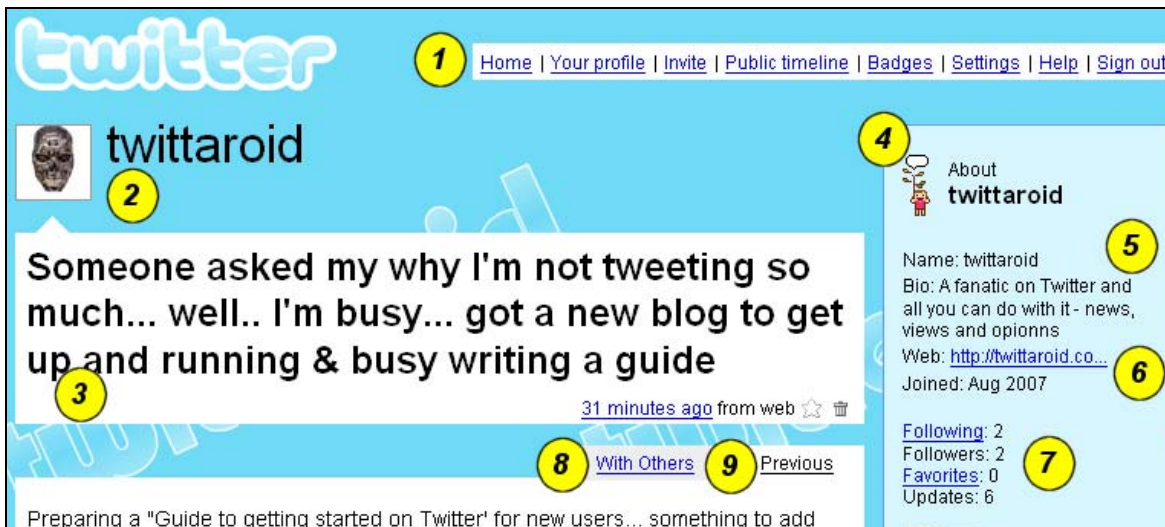 twitter
1
Home | Your profile | Invite | Public timeline | Badges | Settings | Help | Sign out
twittaroid
2
Someone asked my why I'm not tweeting so
much... well.. I'm busy... got a new blog to get
up and running & busy writing a guide
3
31 minutes ago from web
8
With Others
9
Previous
Preparing a "Guide to getting started on Twitter' for new users... something to add
4
About
twittaroid
5
Name: twittaroid
Bio: A fanatic on Twitter and
all you can do with it - news,
views and opionns
Web: http://twittaroid.co...
6
Joined: Aug 2007
Following: 2
Followers: 2
7
Favorites: 0
Updates: 6